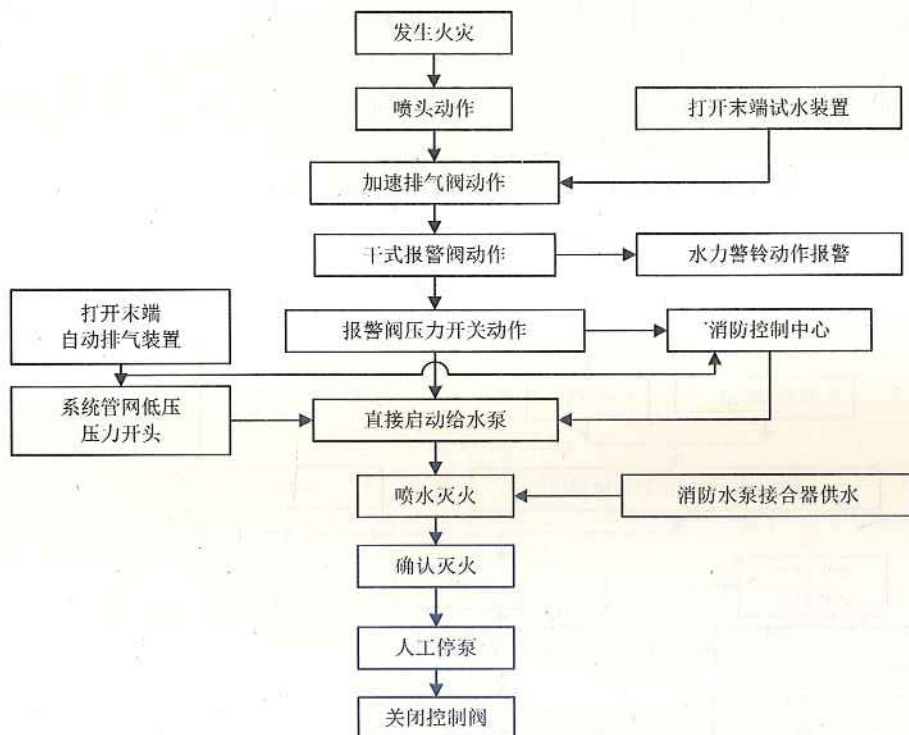 发生火灾
喷头动作
打开末端试水装置
加速排气阀动作
干式报警阀动作
水力警铃动作报警
打开末端
自动排气装置
报警阀压力开关动作
消防控制中心
系统管网低压
压力开头
直接启动给水泵
喷水灭火
消防水泵接合器供水
确认灭火
人工停泵
关闭控制阀